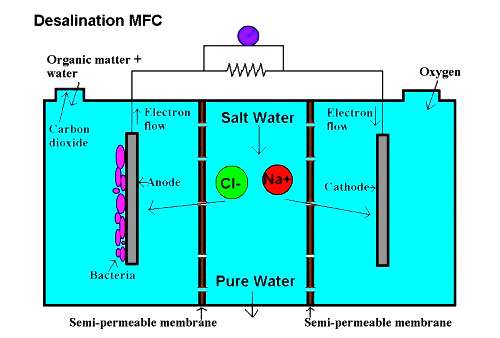 Desalination MFC
Organic matter +
water
Oxygen
Carbon
dioxide
Electron
flow
Salt Water
Electron
flow
Anode
Cl-
Na+
Cathode
Bacteria
Pure Water
Semi-permeable membrane
Semi-permeable membrane